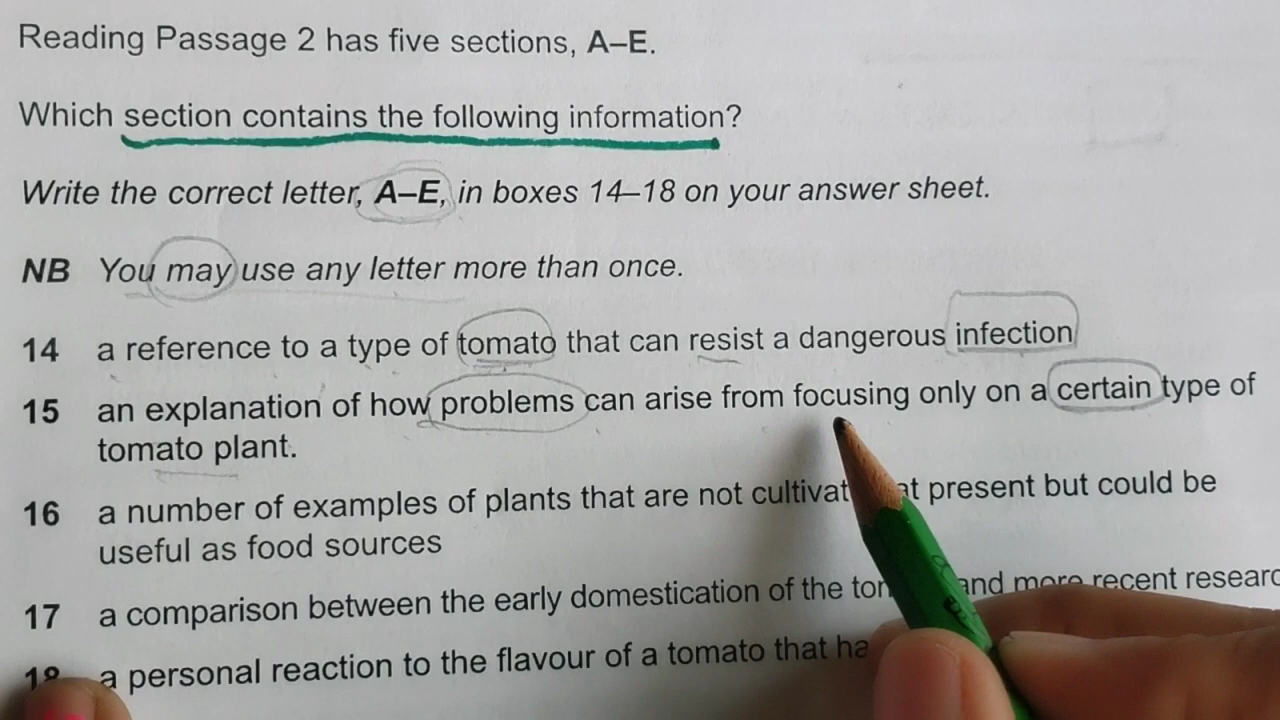 Reading Passage 2 has five sections, A–E.
Which section contains the following information?
Write the correct letter, A–E, in boxes 14–18 on your answer sheet.
NB You may use any letter more than once.
14 a reference to a type of tomato that can resist a dangerous infection
15 an explanation of how problems can arise from focusing only on a certain type of
tomato plant.
16 a number of examples of plants that are not at present but could be
useful as food sources
17 a comparison between the early domestication of the and more recent
18 a personal reaction to the flavour of a tomato that